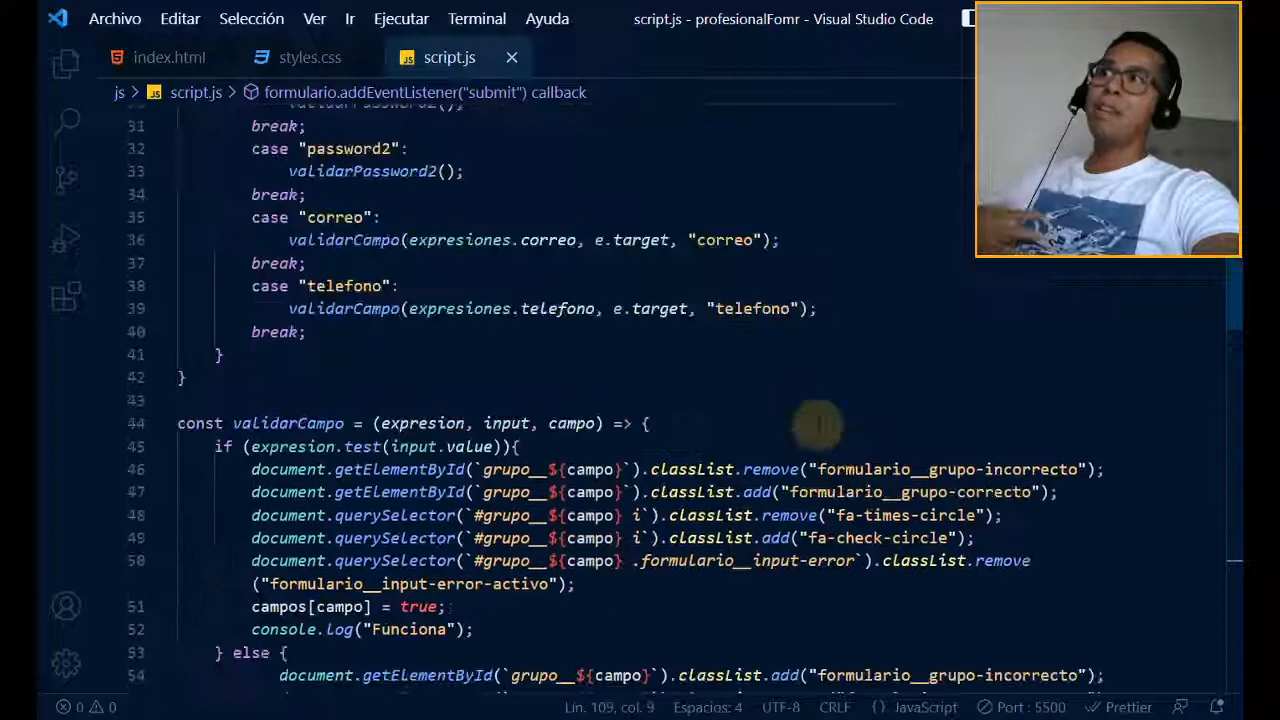 Archivo Editar Selección Ver Ir Ejecutar Terminal Ayuda script.js - profesionalFomr - Visual Studio Code
index.html styles.css JS script.js
js > JS script.js > formulario.addEventListener("submit") callback
validarPassword2();
31 break;
32 case "password2":
33 validarPassword2();
34 break;
35 case "correo":
36 validarCampo(expresiones.correo, e.target, "correo");
37 break;
38 case "telefono":
39 validarCampo(expresiones.telefono, e.target, "telefono");
40 break;
41 }
42 }
43
44 const validarCampo = (expresion, input, campo) => {
45 if (expresion.test(input.value)){
46 document.getElementById(`grupo__${campo}`).classList.remove("formulario__grupo-incorrecto");
47 document.getElementById(`grupo__${campo}`).classList.add("formulario__grupo-correcto");
48 document.querySelector(`#grupo__${campo} i`).classList.remove("fa-times-circle");
49 document.querySelector(`#grupo__${campo} i`).classList.add("fa-check-circle");
50 document.querySelector(`#grupo__${campo} .formulario__input-error`).classList.remove
("formulario__input-error-activo");
51 campos[campo] = true;
52 console.log("Funciona");
53 } else {
54 document.getElementById(`grupo__${campo}`).classList.add("formulario__grupo-incorrecto");
0 0 Lín. 109, col. 9 Espacios: 4 UTF-8 CRLF {} JavaScript Port : 5500 Prettier